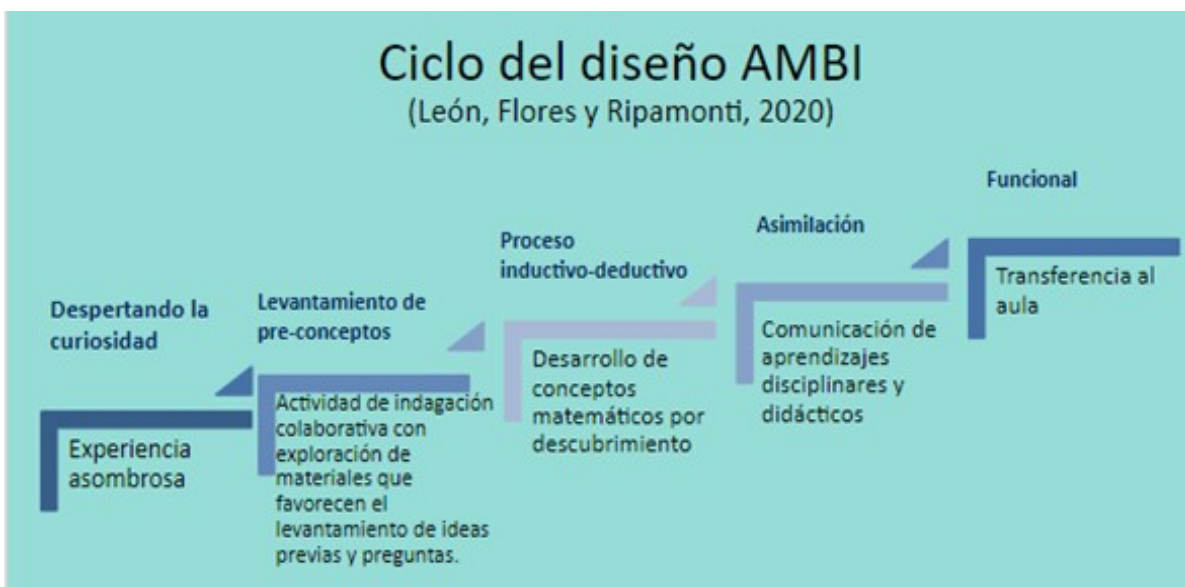 Ciclo del diseño AMBI
(León, Flores y Ripamonti, 2020)
Despertando la
curiosidad
Experiencia
asombrosa
Levantamiento de
pre-conceptos
Actividad de indagación
colaborativa con
exploración de
materiales que
favorecen el
levantamiento de ideas
previas y preguntas.
Proceso
inductivo-deductivo
Desarrollo de
conceptos
matemáticos por
descubrimiento
Asimilación
Comunicación de
aprendizajes
disciplinares y
didácticos
Funcional
Transferencia al
aula